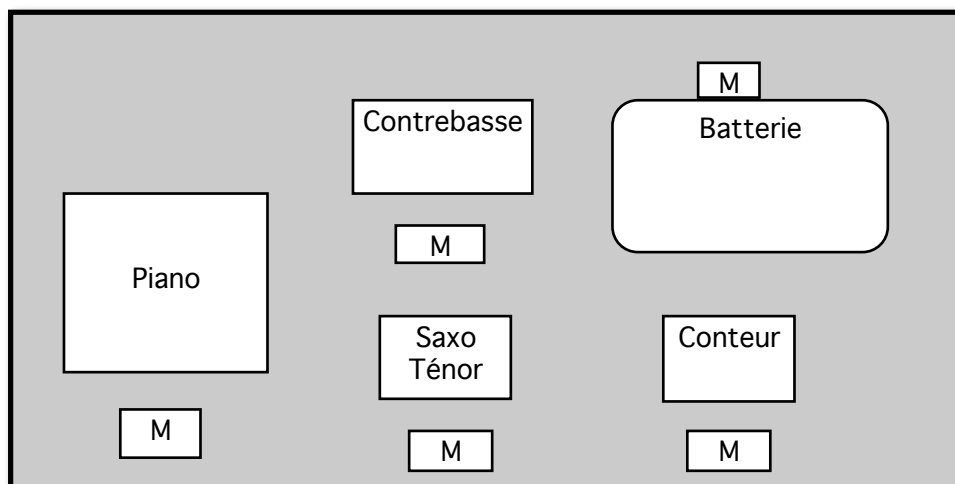 M
Contrebasse
Batterie
M
Piano
Saxo
Ténor
Conteur
M
M
M